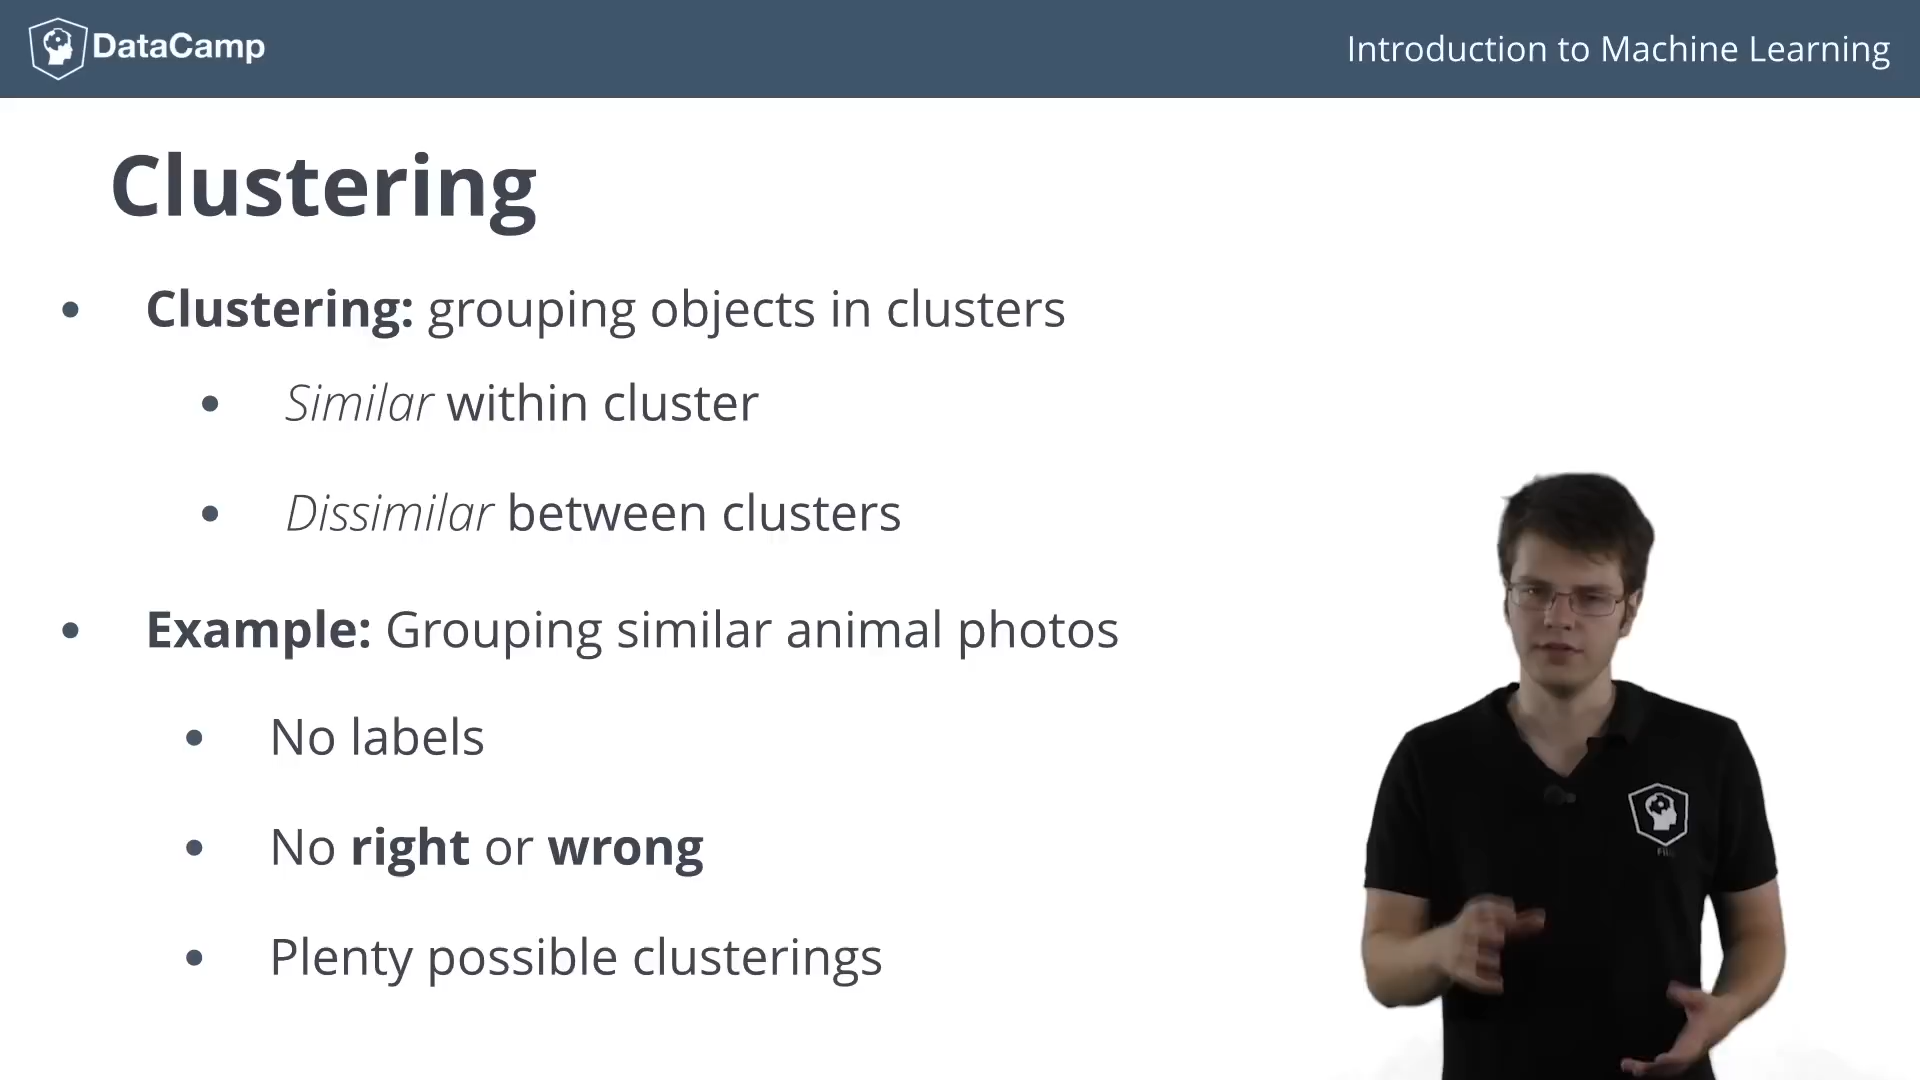 DataCamp
Introduction to Machine Learning
Clustering
Clustering: grouping objects in clusters
Similar within cluster
Dissimilar between clusters
Example: Grouping similar animal photos
No labels
No right or wrong
Plenty possible clusterings